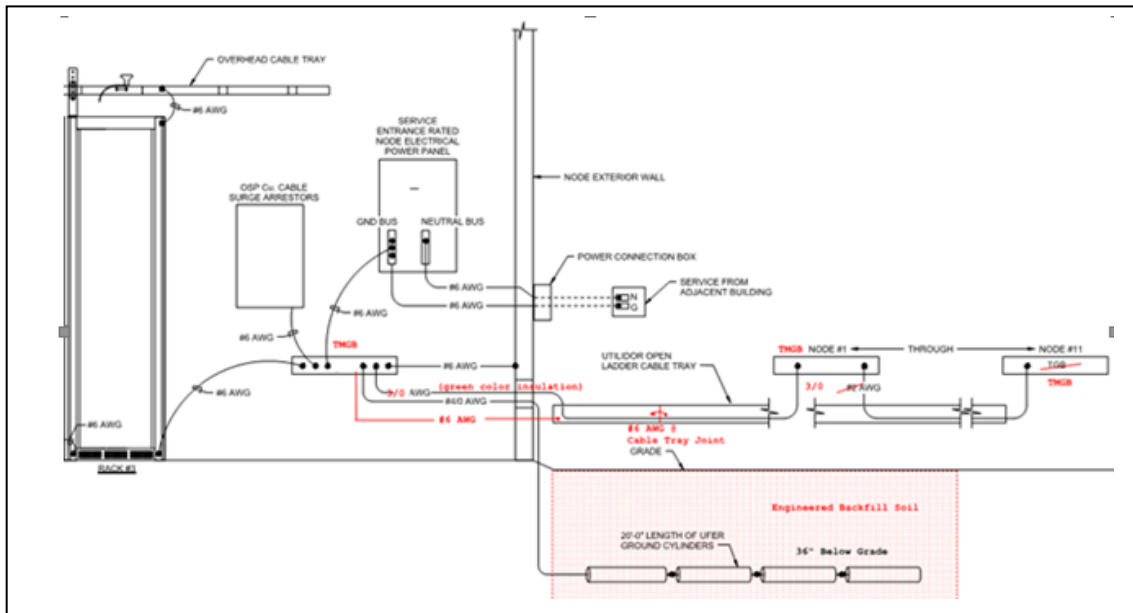 OVERHEAD CABLE TRAY
#6 AWG
SERVICE
ENTRANCE RATED
NODE ELECTRICAL
POWER PANEL
OSP Cu. CABLE
SURGE ARRESTORS
GND BUS
NEUTRAL BUS
NODE EXTERIOR WALL
POWER CONNECTION BOX
#6 AWG
#6 AWG
N
G
SERVICE FROM
ADJACENT BUILDING
#6 AWG
#6 AWG
TMGB
#6 AWG
#6 AWG
UTILIDOR OPEN
LADDER CABLE TRAY
TMGB NODE #1
THROUGH
NODE #11
TGB
TMGB
3/0 AWG
(green color insulation)
3/0
#2 AWG
AWG
#6 AWG
#6 AWG @
Cable Tray Joint
GRADE
#6 AWG
RACK #3
Engineered Backfill Soil
20'-0" LENGTH OF UFER
GROUND CYLINDERS
36" Below Grade